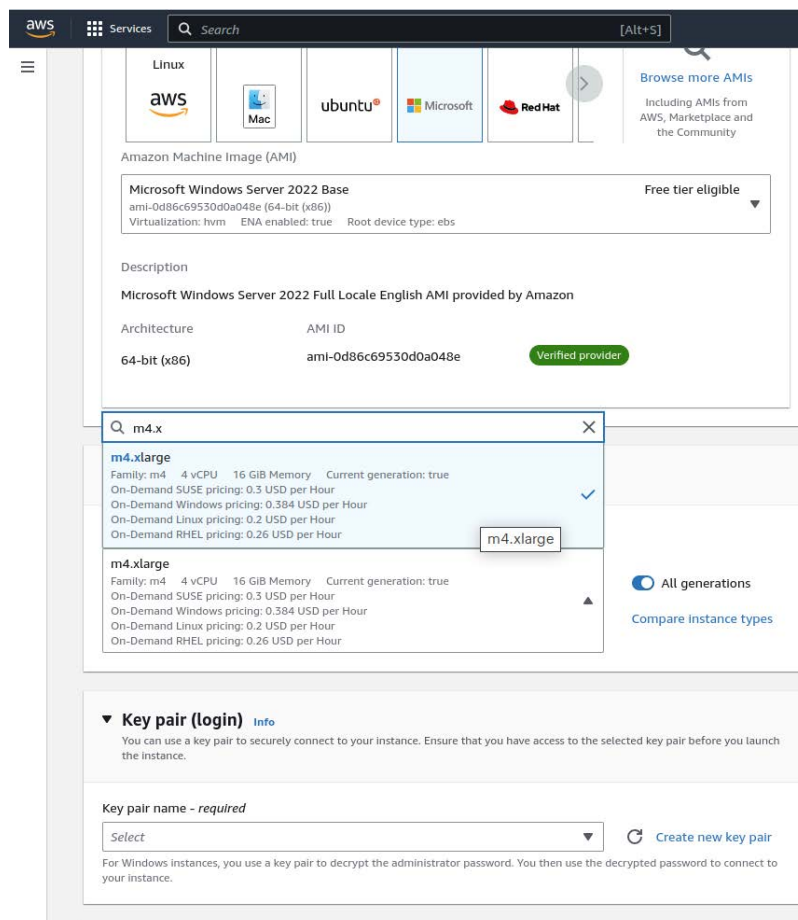 aws
Services
Search
[Alt+S]
Linux
aws
Mac
ubuntu
Microsoft
Red Hat
Browse more AMIs
Including AMIs from
AWS, Marketplace and
the Community
Amazon Machine Image (AMI)
Microsoft Windows Server 2022 Base
Free tier eligible
ami-0d86c69530d0a048e (64-bit (x86))
Virtualization: hvm ENA enabled: true Root device type: ebs
Description
Microsoft Windows Server 2022 Full Locale English AMI provided by Amazon
Architecture
AMI ID
64-bit (x86)
ami-0d86c69530d0a048e
Verified provider
m4.x
m4.xlarge
Family: m4 4 vCPU 16 GiB Memory Current generation: true
On-Demand SUSE pricing: 0.3 USD per Hour
On-Demand Windows pricing: 0.384 USD per Hour
On-Demand Linux pricing: 0.2 USD per Hour
On-Demand RHEL pricing: 0.26 USD per Hour
m4.xlarge
m4.xlarge
Family: m4 4 vCPU 16 GiB Memory Current generation: true
On-Demand SUSE pricing: 0.3 USD per Hour
On-Demand Windows pricing: 0.384 USD per Hour
On-Demand Linux pricing: 0.2 USD per Hour
On-Demand RHEL pricing: 0.26 USD per Hour
All generations
Compare instance types
Key pair (login) Info
You can use a key pair to securely connect to your instance. Ensure that you have access to the selected key pair before you launch
the instance.
Key pair name - required
Select
Create new key pair
For Windows instances, you use a key pair to decrypt the administrator password. You then use the decrypted password to connect to
your instance.